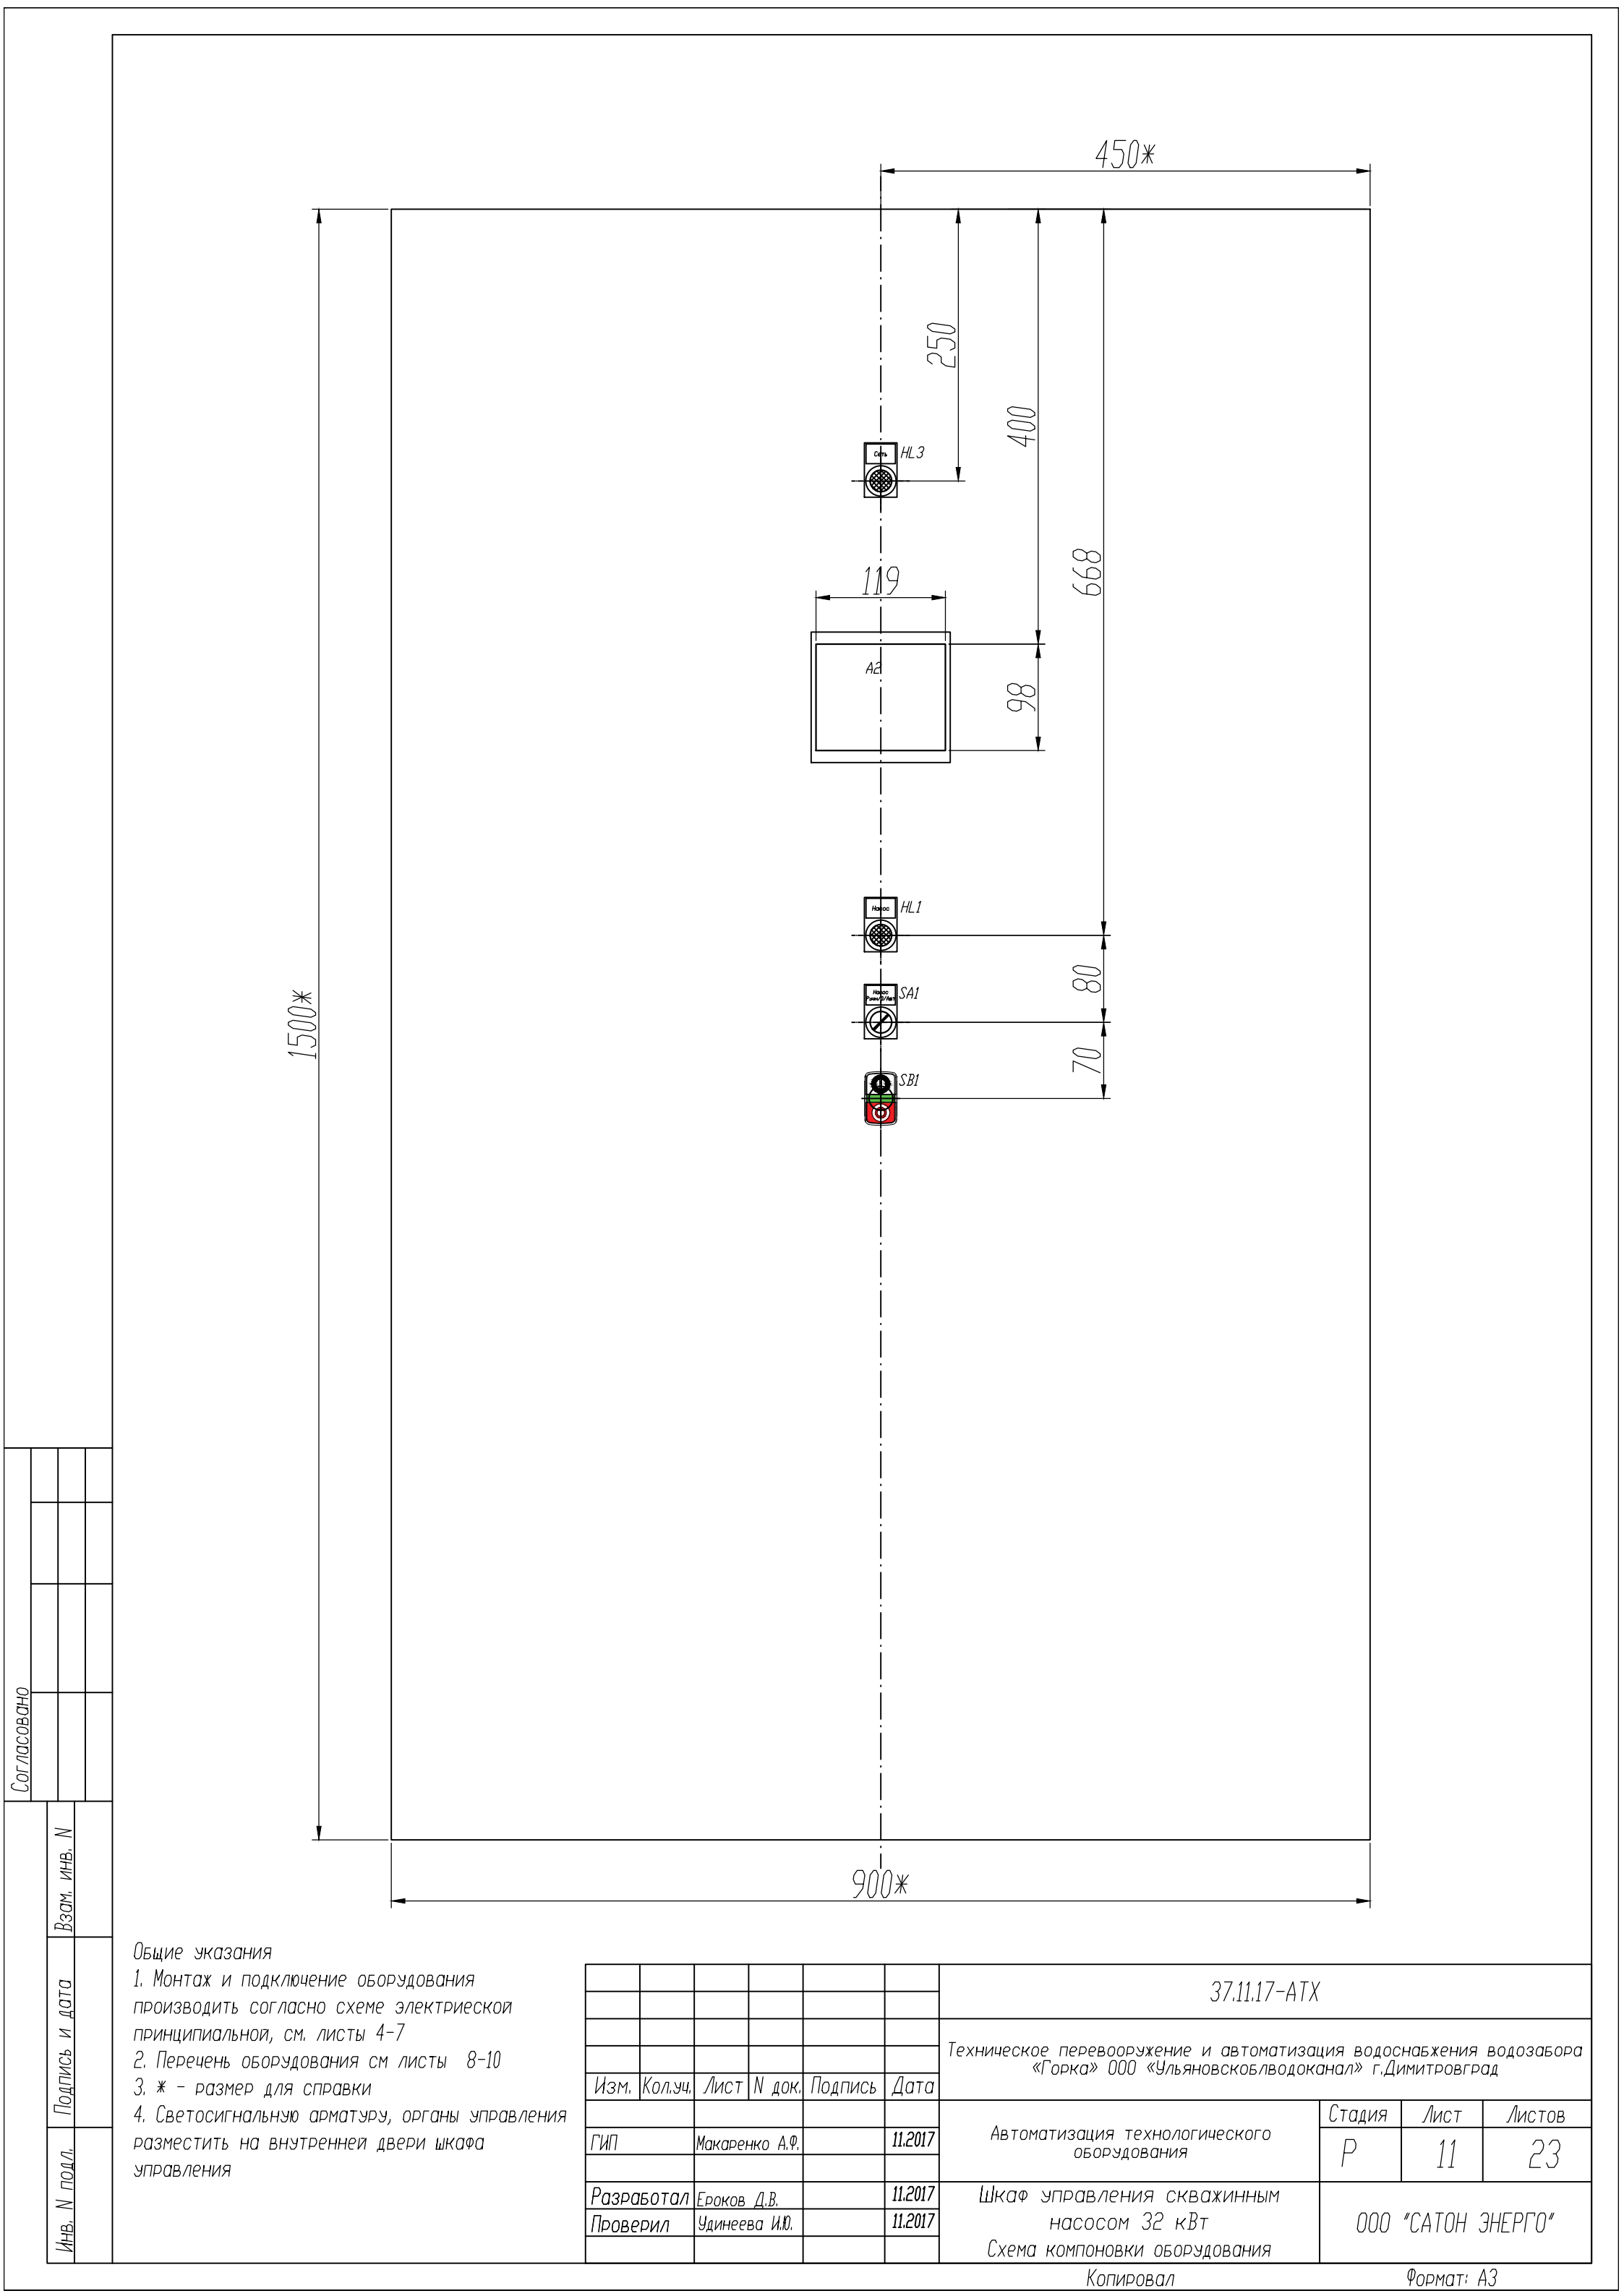 450*
250
400
668
Сеть
HL3
119
A2
98
Насос
HL1
80
Насос
SA1
1500*
70
SB1
900*
Согласовано
Взам. инв. N
Подпись и дата
Инв. N подл.
Общие указания
1. Монтаж и подключение оборудования
производить согласно схеме электриеской
принципиальной, см. листы 4-7
2. Перечень оборудования см листы 8-10
3. * - размер для справки
4. Светосигнальную арматуру, органы управления
разместить на внутренней двери шкафа
управления
37.11.17-АТХ
Техническое перевооружение и автоматизация водоснабжения водозабора
«Горка» ООО «Ульяновскоблводоканал» г.Димитровград
Изм. Кол.уч. Лист N док. Подпись Дата
Автоматизация технологического
оборудования
Стадия Лист Листов
Р 11 23
ГИП Макаренко А.Ф. 11.2017
Разработал Ероков Д.В. 11.2017
Проверил Удинеева И.Ю. 11.2017
Шкаф управления скважинным
насосом 32 кВт
Схема компоновки оборудования
ООО "САТОН ЭНЕРГО"
Копировал
Формат: А3